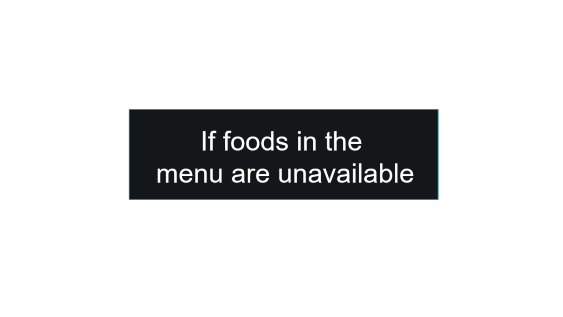 If foods in the
menu are unavailable